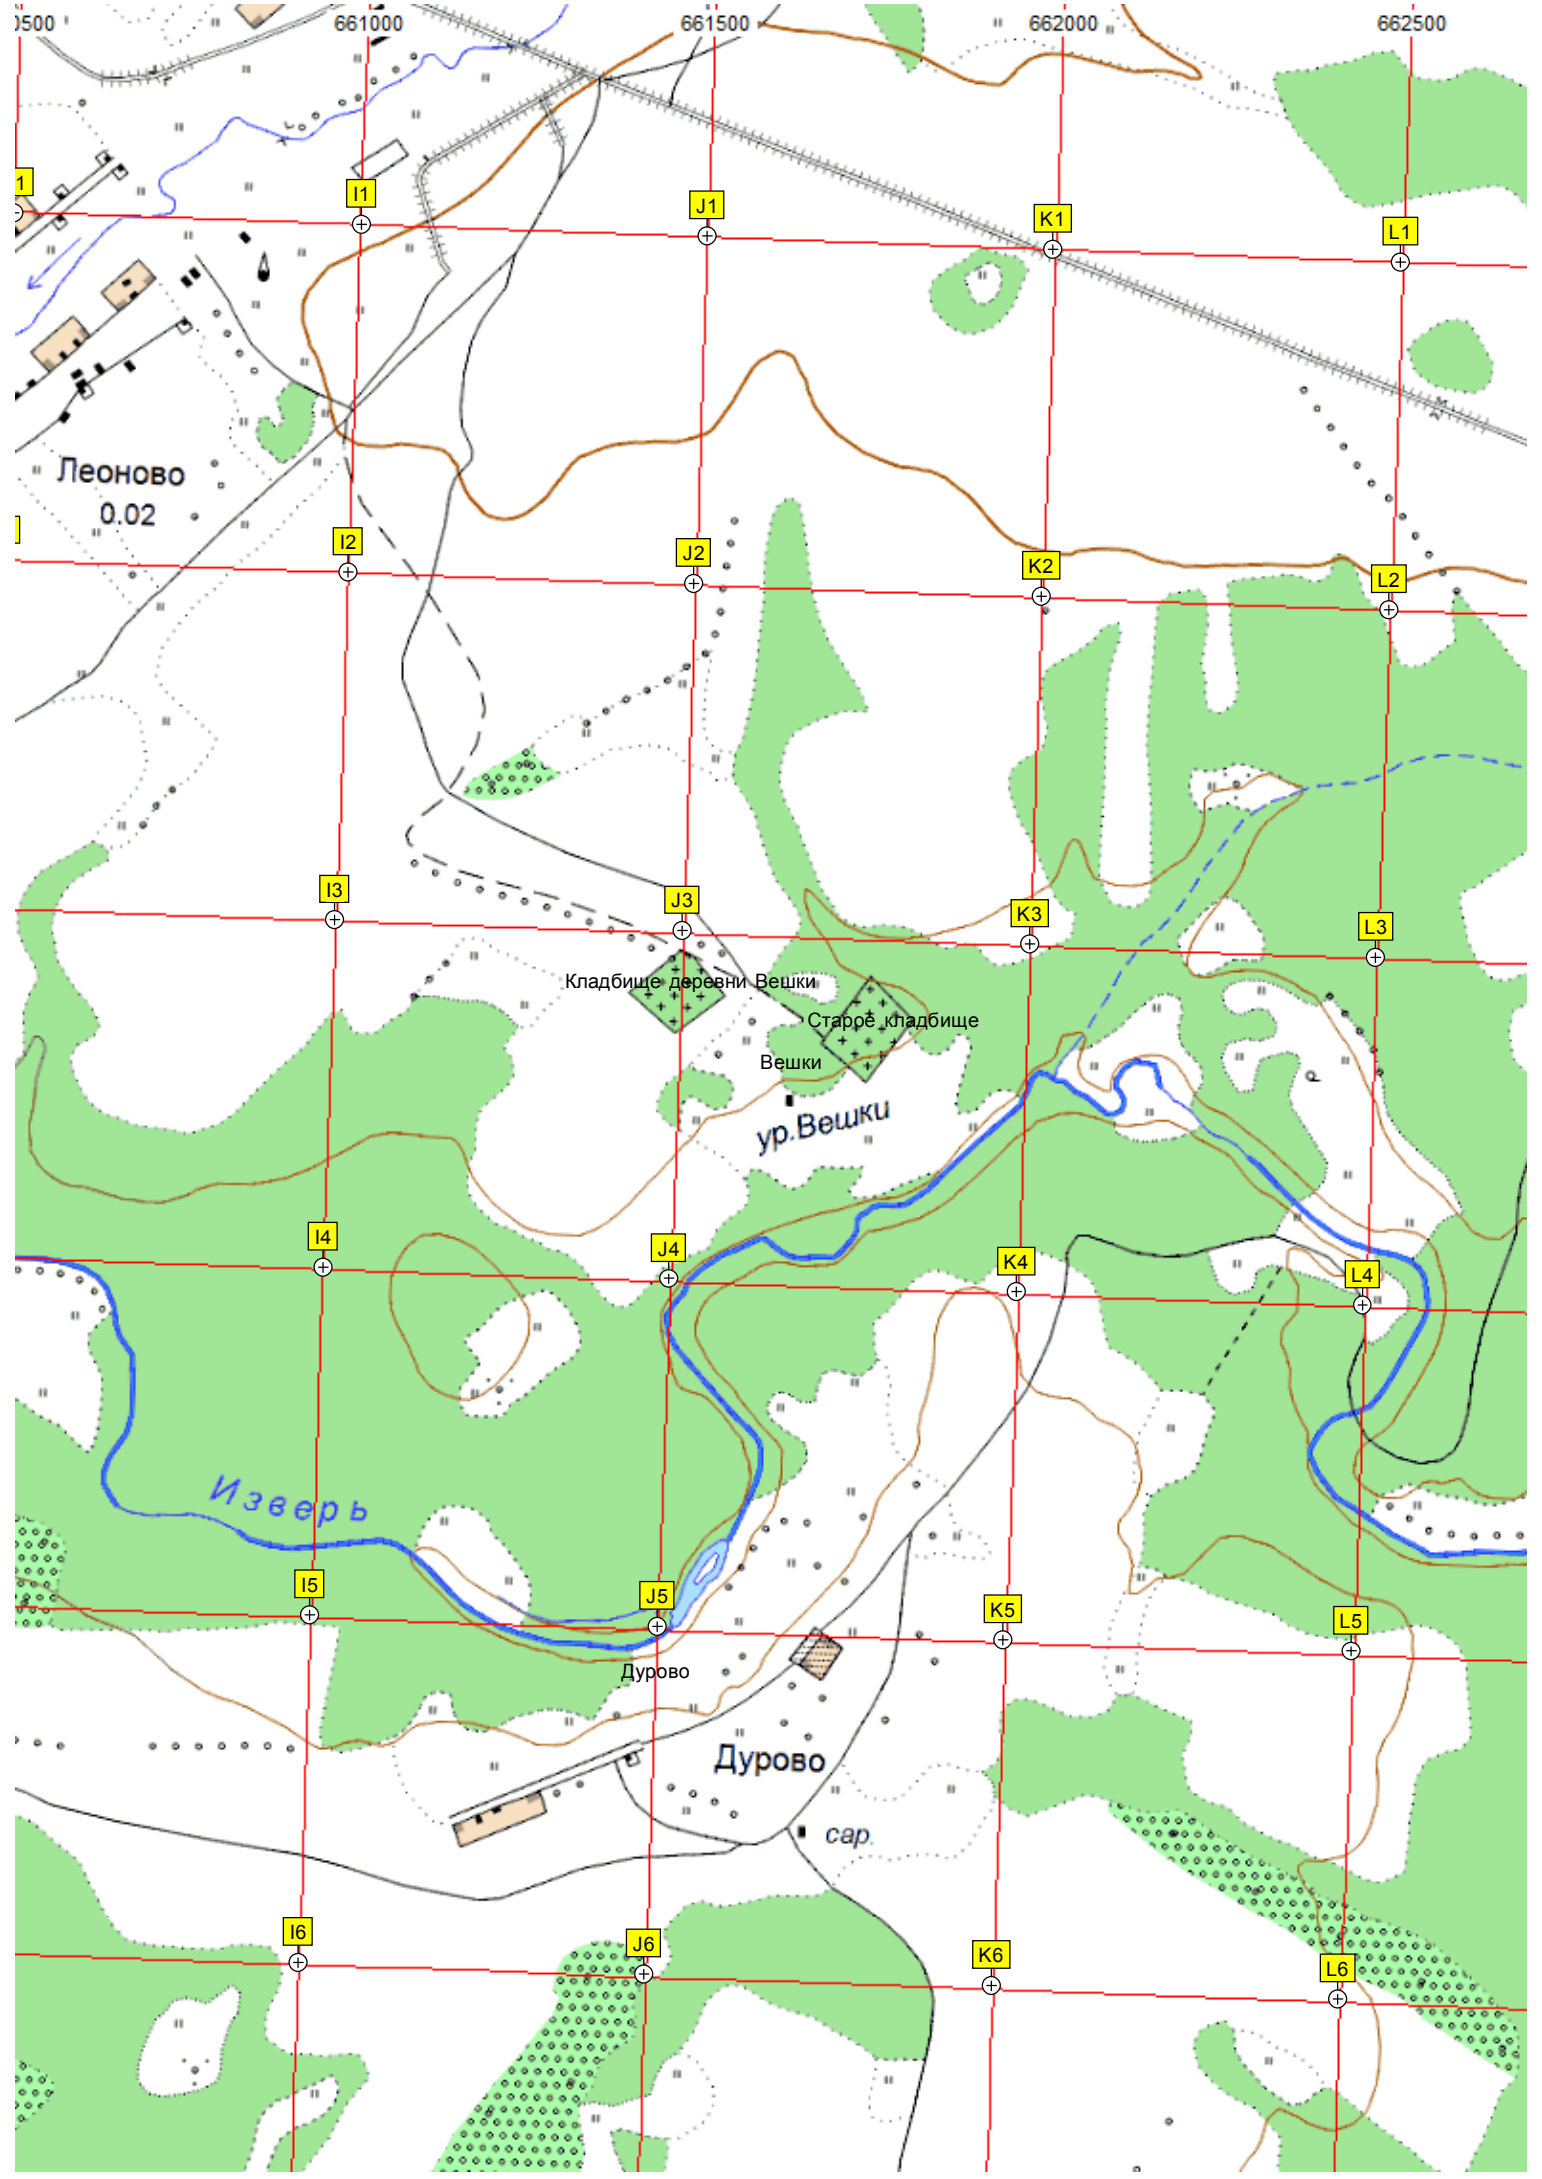 0500 661000 661500 662000 662500
1 I1 J1 K1 L1
Леоново
0.02
I2 J2 K2 L2
I3 J3 K3 L3
Кладбище деревни Вешки
Старое кладбище
Вешки
ур.Вешки
I4 J4 K4 L4
Изверь
I5 J5 K5 L5
Дурово
Дурово
сар.
I6 J6 K6 L6